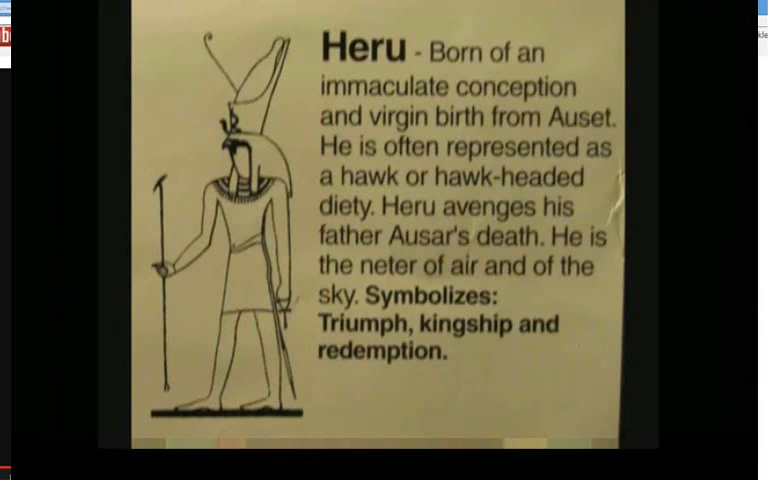 Heru - Born of an
immaculate conception
and virgin birth from Auset.
He is often represented as
a hawk or hawk-headed
diety. Heru avenges his
father Ausar's death. He is
the neter of air and of the
sky. Symbolizes:
Triumph, kingship and
redemption.